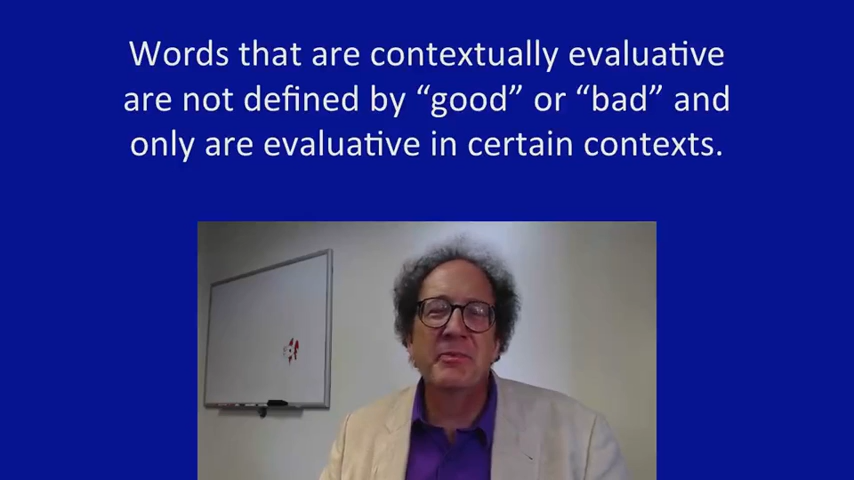 Words that are contextually evaluative
are not defined by “good” or “bad” and
only are evaluative in certain contexts.